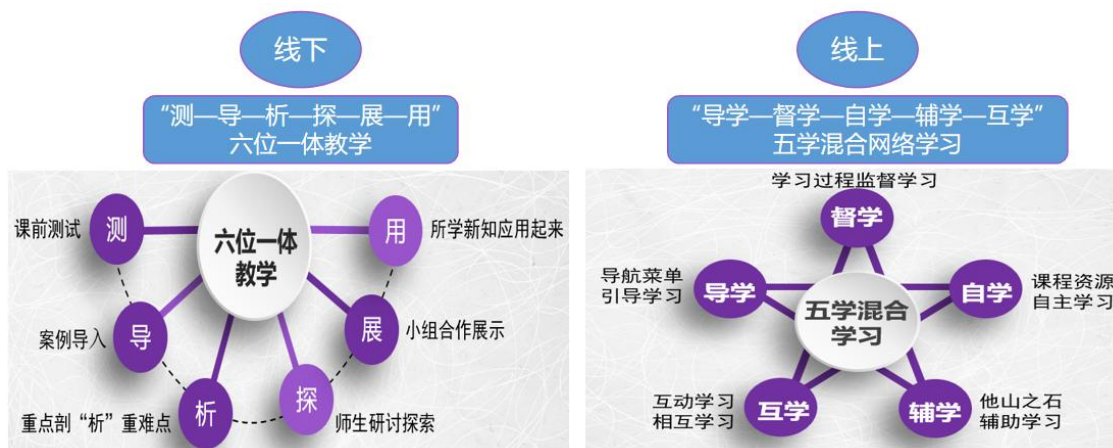 线下
“测—导—析—探—展—用”
六位一体教学
课前测试
测
案例导入
导
重点剖“析”重难点
析
六位一体
教学
用
所学新知应用起来
展
小组合作展示
探
师生研讨探索
线上
“导学—督学—自学—辅学—互学”
五学混合网络学习
学习过程监督学习
督学
导航菜单
引导学习
导学
自学
课程资源
自主学习
五学混合
学习
互动学习
相互学习
互学
辅学
他山之石
辅助学习